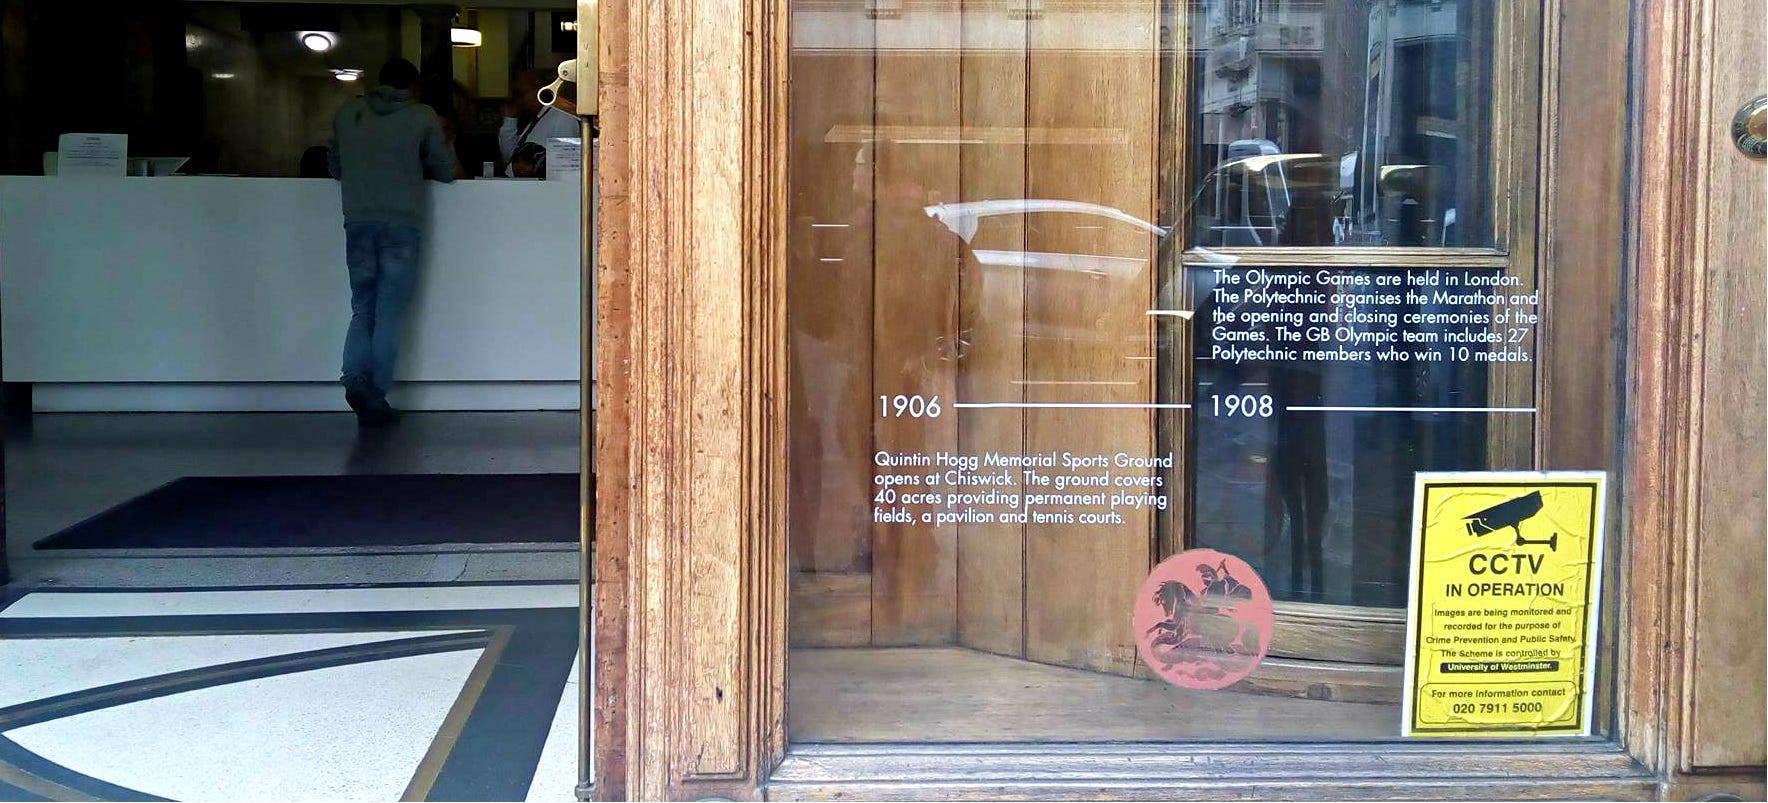 The Olympic Games are held in London.
The Polytechnic organises the Marathon and
the opening and closing ceremonies of the
Games. The GB Olympic team includes 27
Polytechnic members who win 10 medals.
1906
1908
Quintin Hogg Memorial Sports Ground
opens at Chiswick. The ground covers
40 acres providing permanent playing
fields, a pavilion and tennis courts.
CCTV
IN OPERATION
Images are being monitored and
recorded for the purpose of
Crime Prevention and Public Safety.
The Scheme is controlled by
University of Westminster.
For more information contact
020 7911 5000